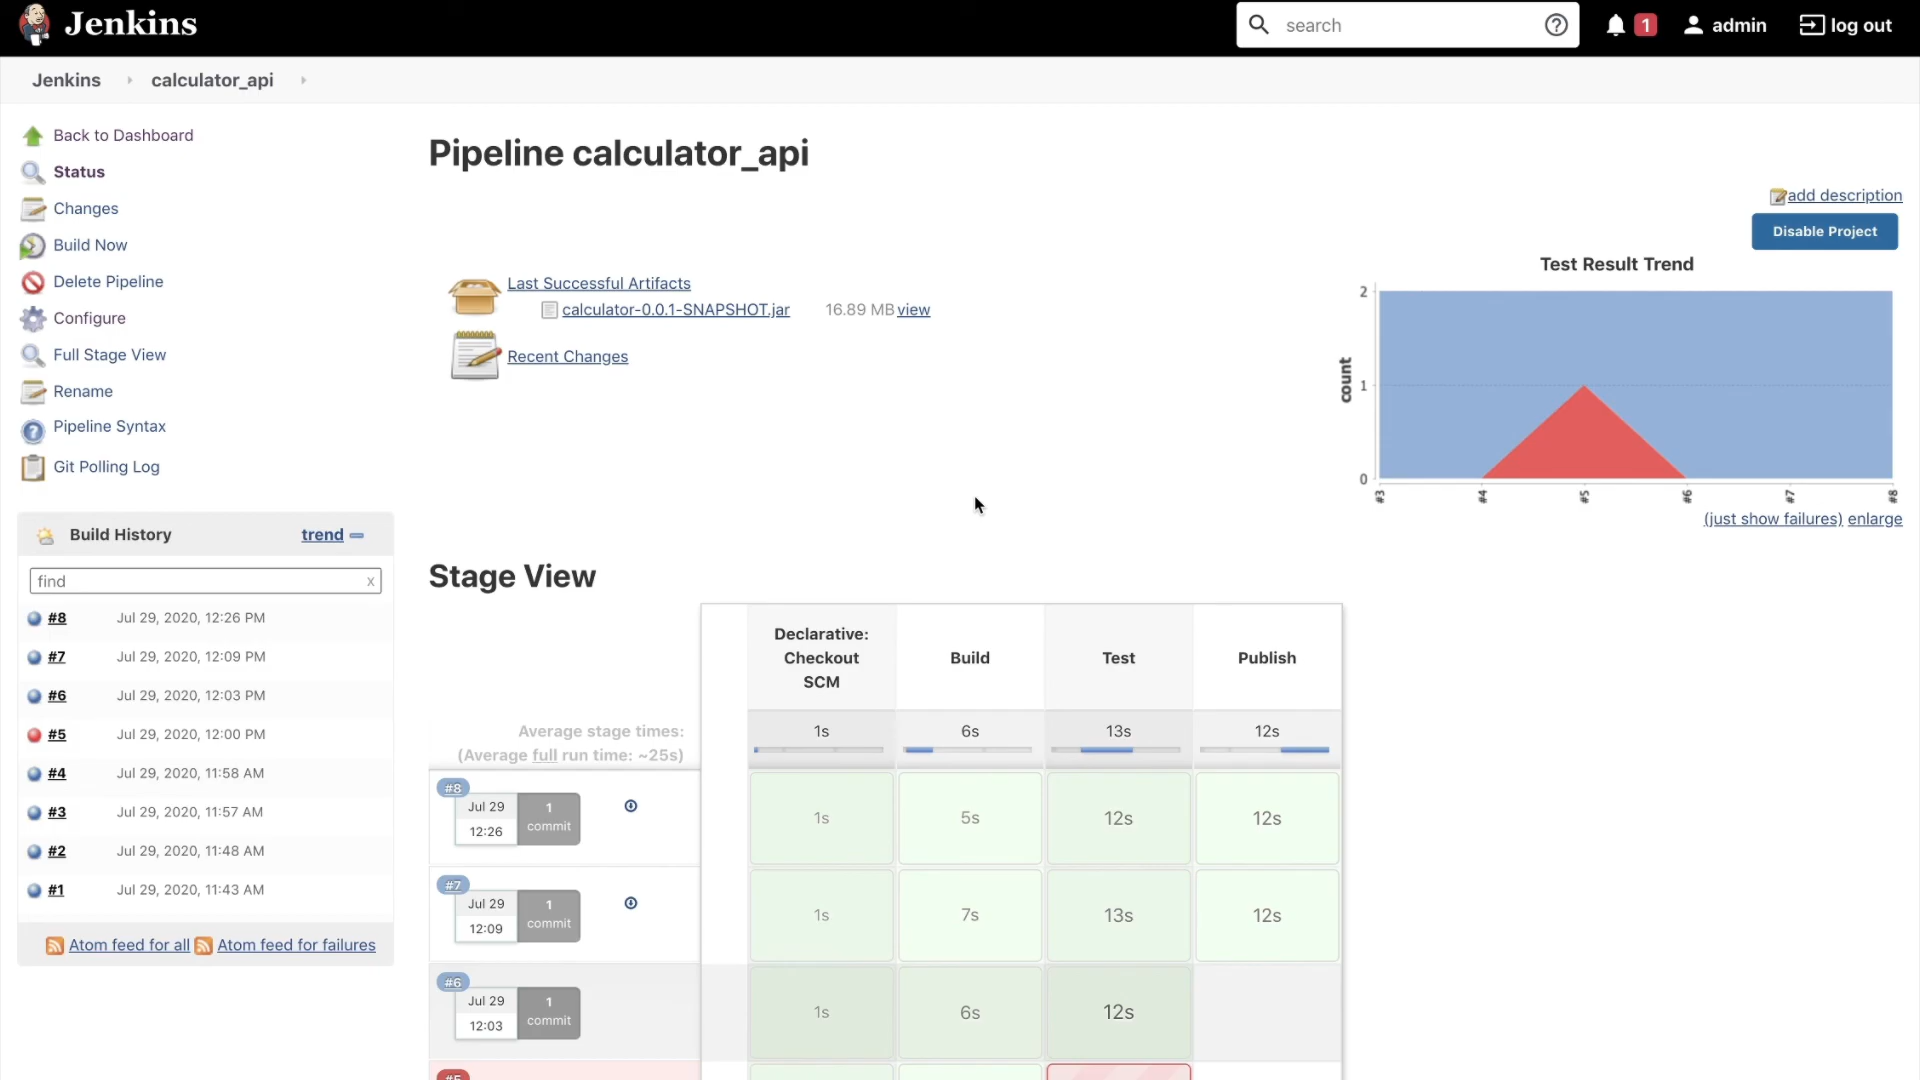 Jenkins
search
1
admin
log out
Jenkins
calculator_api
Back to Dashboard
Status
Changes
Build Now
Delete Pipeline
Configure
Full Stage View
Rename
Pipeline Syntax
Git Polling Log
Build History
trend
find
x
#8 Jul 29, 2020, 12:26 PM
#7 Jul 29, 2020, 12:09 PM
#6 Jul 29, 2020, 12:03 PM
#5 Jul 29, 2020, 12:00 PM
#4 Jul 29, 2020, 11:58 AM
#3 Jul 29, 2020, 11:57 AM
#2 Jul 29, 2020, 11:48 AM
#1 Jul 29, 2020, 11:43 AM
Atom feed for all Atom feed for failures
Pipeline calculator_api
add description
Disable Project
Last Successful Artifacts
calculator-0.0.1-SNAPSHOT.jar 16.89 MB view
Recent Changes
Test Result Trend
count
2
1
0
#3 #4 #5 #6 #7 #8
(just show failures) enlarge
Stage View
Declarative:
Checkout
SCM
Build
Test
Publish
Average stage times:
(Average full run time: ~25s)
1s 6s 13s 12s
#8
Jul 29
12:26
1
commit
1s 5s 12s 12s
#7
Jul 29
12:09
1
commit
1s 7s 13s 12s
#6
Jul 29
12:03
1
commit
1s 6s 12s
#5